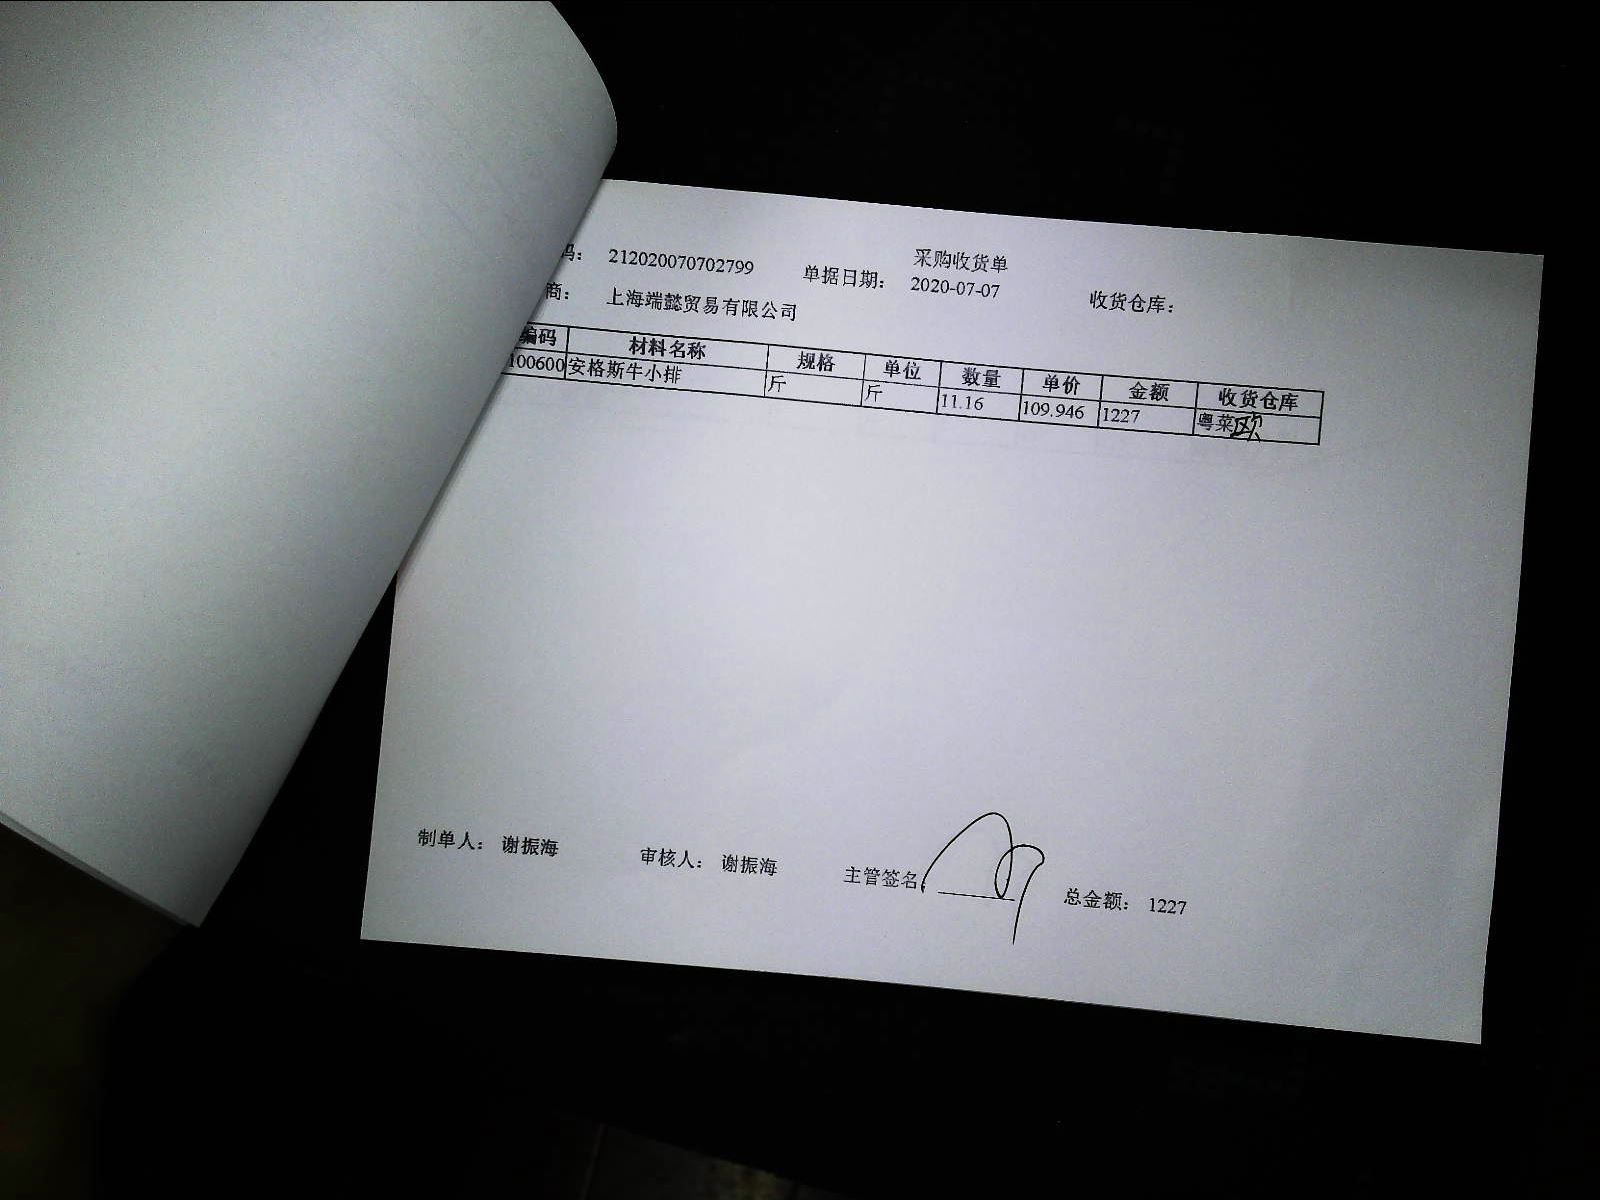 采购收货单
码： 212020070702799 单据日期： 2020-07-07 收货仓库：
商： 上海端懿贸易有限公司
编码 材料名称 规格 单位 数量 单价 金额 收货仓库
100600 安格斯牛小排 斤 斤 11.16 109.946 1227 粤菜
制单人： 谢振海 审核人： 谢振海 主管签名 总金额： 1227